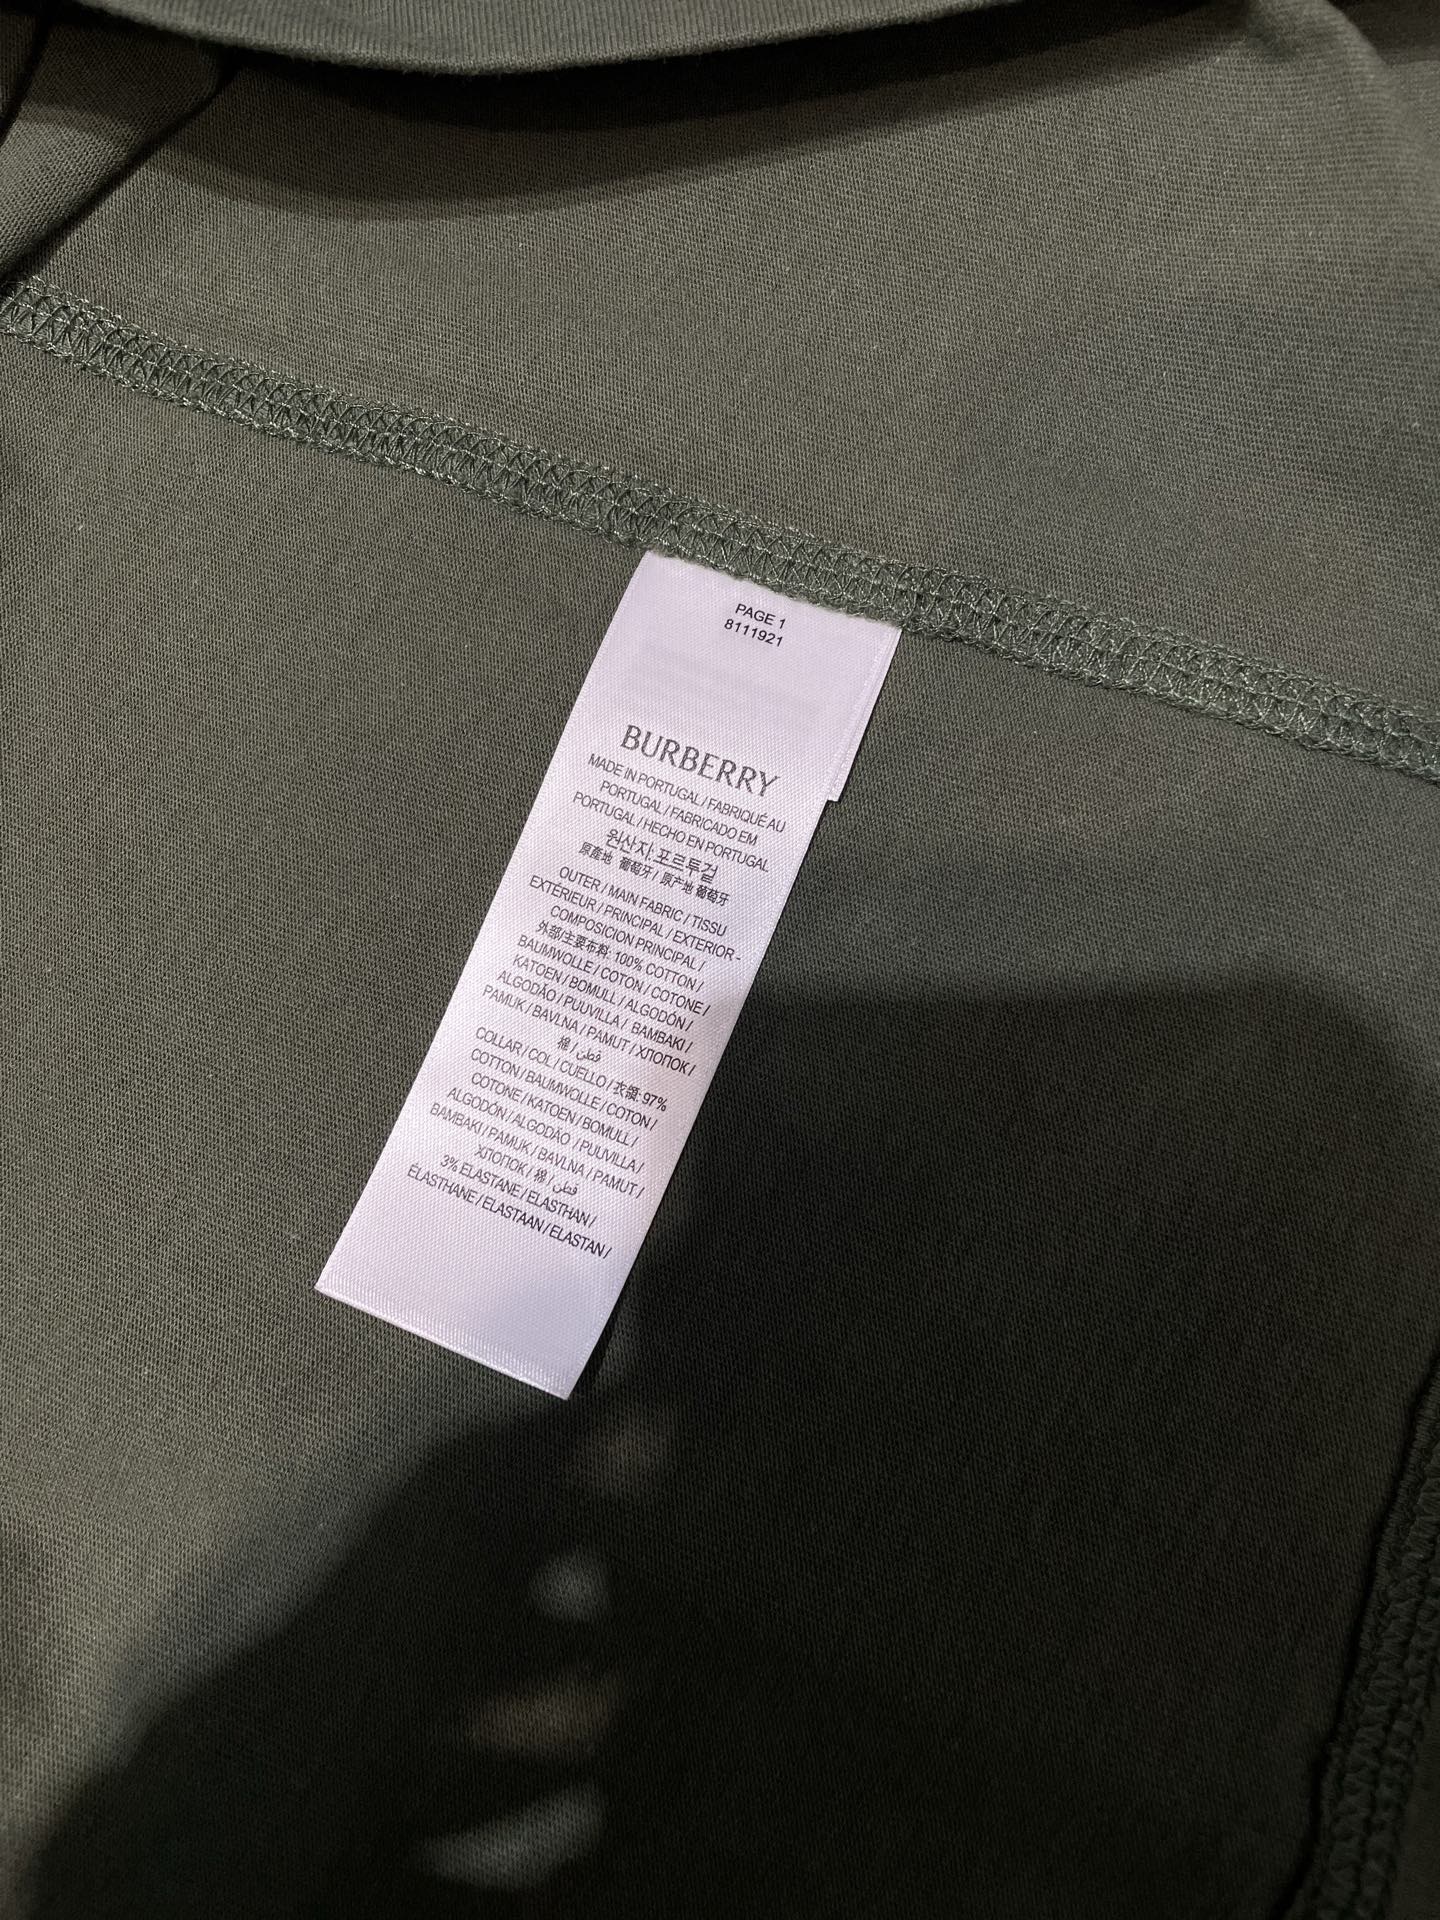 PAGE 1
8111921
BURBERRY
MADE IN PORTUGAL / FABRIQUÉ AU
PORTUGAL / FABRICADO EM
PORTUGAL / HECHO EN PORTUGAL
원산지: 포르투걸
原產地 葡萄牙 / 原产地 葡萄牙
OUTER / MAIN FABRIC / TISSU
EXTÉRIEUR / PRINCIPAL / EXTERIOR -
COMPOSICION PRINCIPAL /
外部/主要布料: 100% COTTON /
BAUMWOLLE / COTON / COTONE /
KATOEN / BOMULL / ALGODÓN /
ALGODÃO / PUUVILLA / BAMBAKI /
PAMUK / BAVLNA / PAMUT / ХЛОПОК /
棉 / قطن
COLLAR / COL / CUELLO / 衣領: 97%
COTTON / BAUMWOLLE / COTON /
COTONE / KATOEN / BOMULL /
ALGODÓN / ALGODÃO / PUUVILLA /
BAMBAKI / PAMUK / BAVLNA / PAMUT /
ХЛОПОК / 棉 / قطن
3% ELASTANE / ELASTHAN /
ÉLASTHANE / ELASTAAN / ELASTAN /